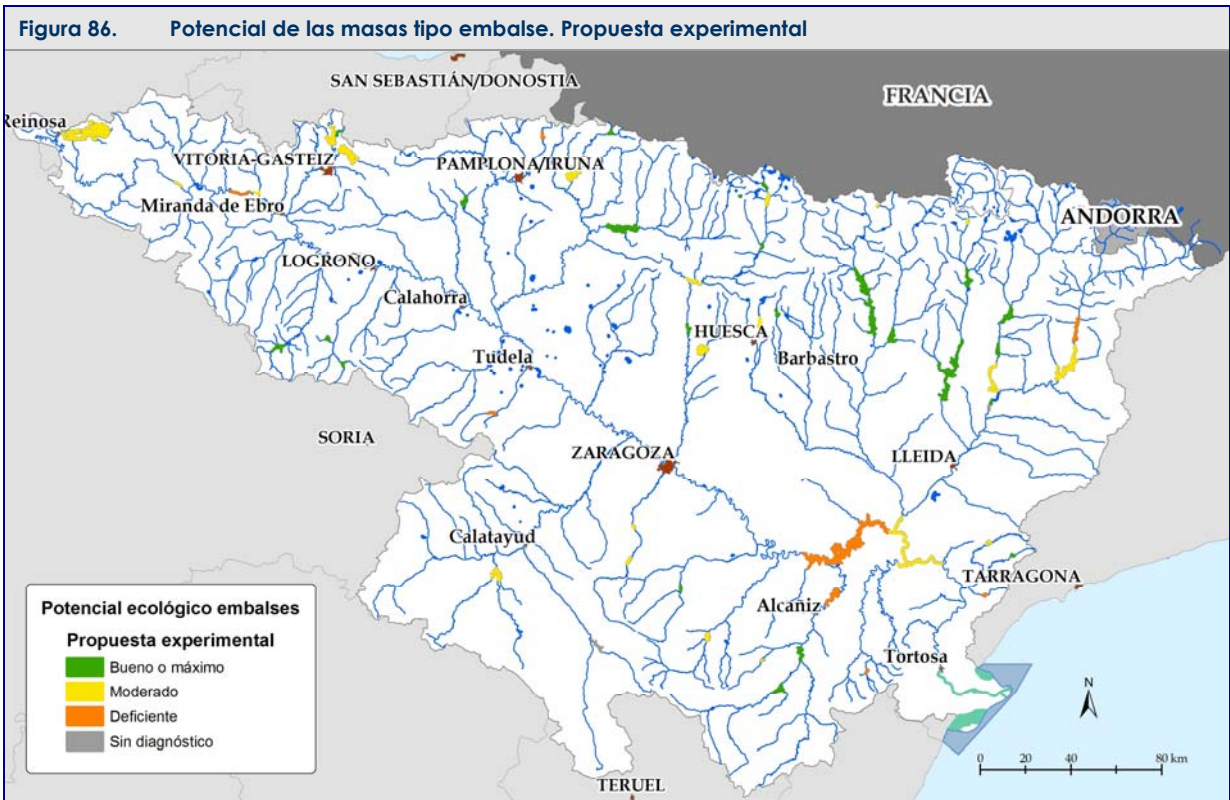 Figura 86. Potencial de las masas tipo embalse. Propuesta experimental
SAN SEBASTIÁN/DONOSTIA
FRANCIA
Reinosa
VITORIA-GASTEIZ
PAMPLONA/IRUNA
Miranda de Ebro
ANDORRA
LOGROÑO
Calahorra
HUESCA
Tudela
Barbastro
SORIA
ZARAGOZA
LLEIDA
Calatayud
TARRAGONA
Alcañiz
Tortosa
TERUEL
Potencial ecológico embalses
Propuesta experimental
Bueno o máximo
Moderado
Deficiente
Sin diagnóstico
N
0 20 40 80 km